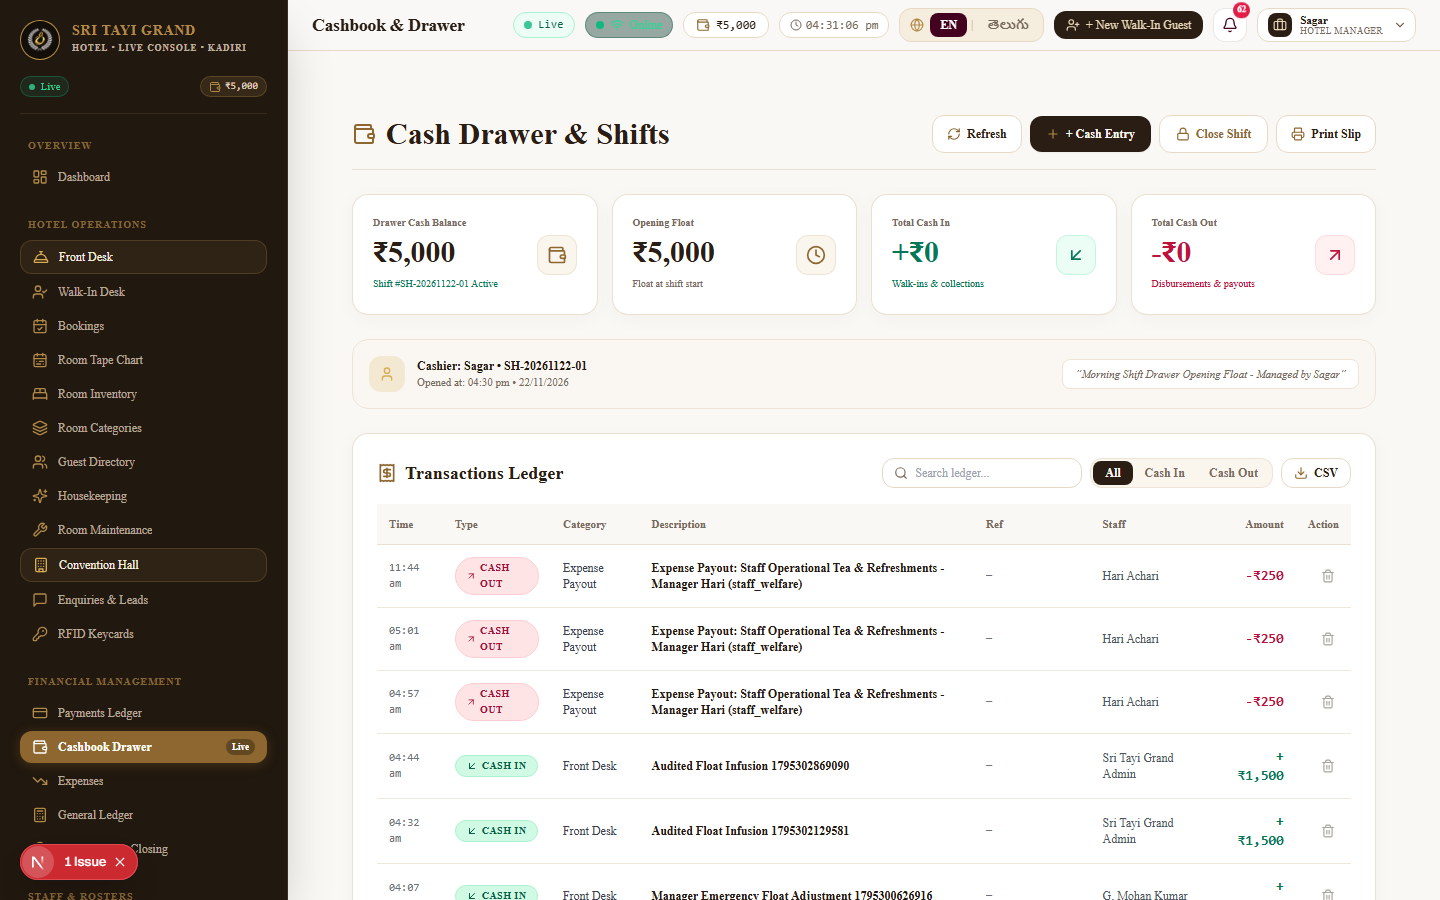 SRI TAYI GRAND
HOTEL • LIVE CONSOLE • KADIRI
Live
₹5,000
OVERVIEW
Dashboard
HOTEL OPERATIONS
Front Desk
Walk-In Desk
Bookings
Room Tape Chart
Room Inventory
Room Categories
Guest Directory
Housekeeping
Room Maintenance
Convention Hall
Enquiries & Leads
RFID Keycards
FINANCIAL MANAGEMENT
Payments Ledger
Cashbook Drawer Live
Expenses
General Ledger
Closing
1 Issue
STAFF & ROSTERS
Cashbook & Drawer
Live
Online
₹5,000
04:31:06 pm
EN
తెలుగు
+ New Walk-In Guest
62
Sagar
HOTEL MANAGER
Cash Drawer & Shifts
Refresh
+ Cash Entry
Close Shift
Print Slip
Drawer Cash Balance
₹5,000
Shift #SH-20261122-01 Active
Opening Float
₹5,000
Float at shift start
Total Cash In
+₹0
Walk-ins & collections
Total Cash Out
-₹0
Disbursements & payouts
Cashier: Sagar • SH-20261122-01
Opened at: 04:30 pm • 22/11/2026
"Morning Shift Drawer Opening Float - Managed by Sagar"
Transactions Ledger
Search ledger...
All Cash In Cash Out
CSV
Time Type Category Description Ref Staff Amount Action
11:44 am CASH OUT Expense Payout Expense Payout: Staff Operational Tea & Refreshments - Manager Hari (staff_welfare) – Hari Achari -₹250
05:01 am CASH OUT Expense Payout Expense Payout: Staff Operational Tea & Refreshments - Manager Hari (staff_welfare) – Hari Achari -₹250
04:57 am CASH OUT Expense Payout Expense Payout: Staff Operational Tea & Refreshments - Manager Hari (staff_welfare) – Hari Achari -₹250
04:44 am CASH IN Front Desk Audited Float Infusion 1795302869090 – Sri Tayi Grand Admin + ₹1,500
04:32 am CASH IN Front Desk Audited Float Infusion 1795302129581 – Sri Tayi Grand Admin + ₹1,500
04:07 CASH IN Front Desk Manager Emergency Float Adjustment 1795300626916 – G. Mohan Kumar +